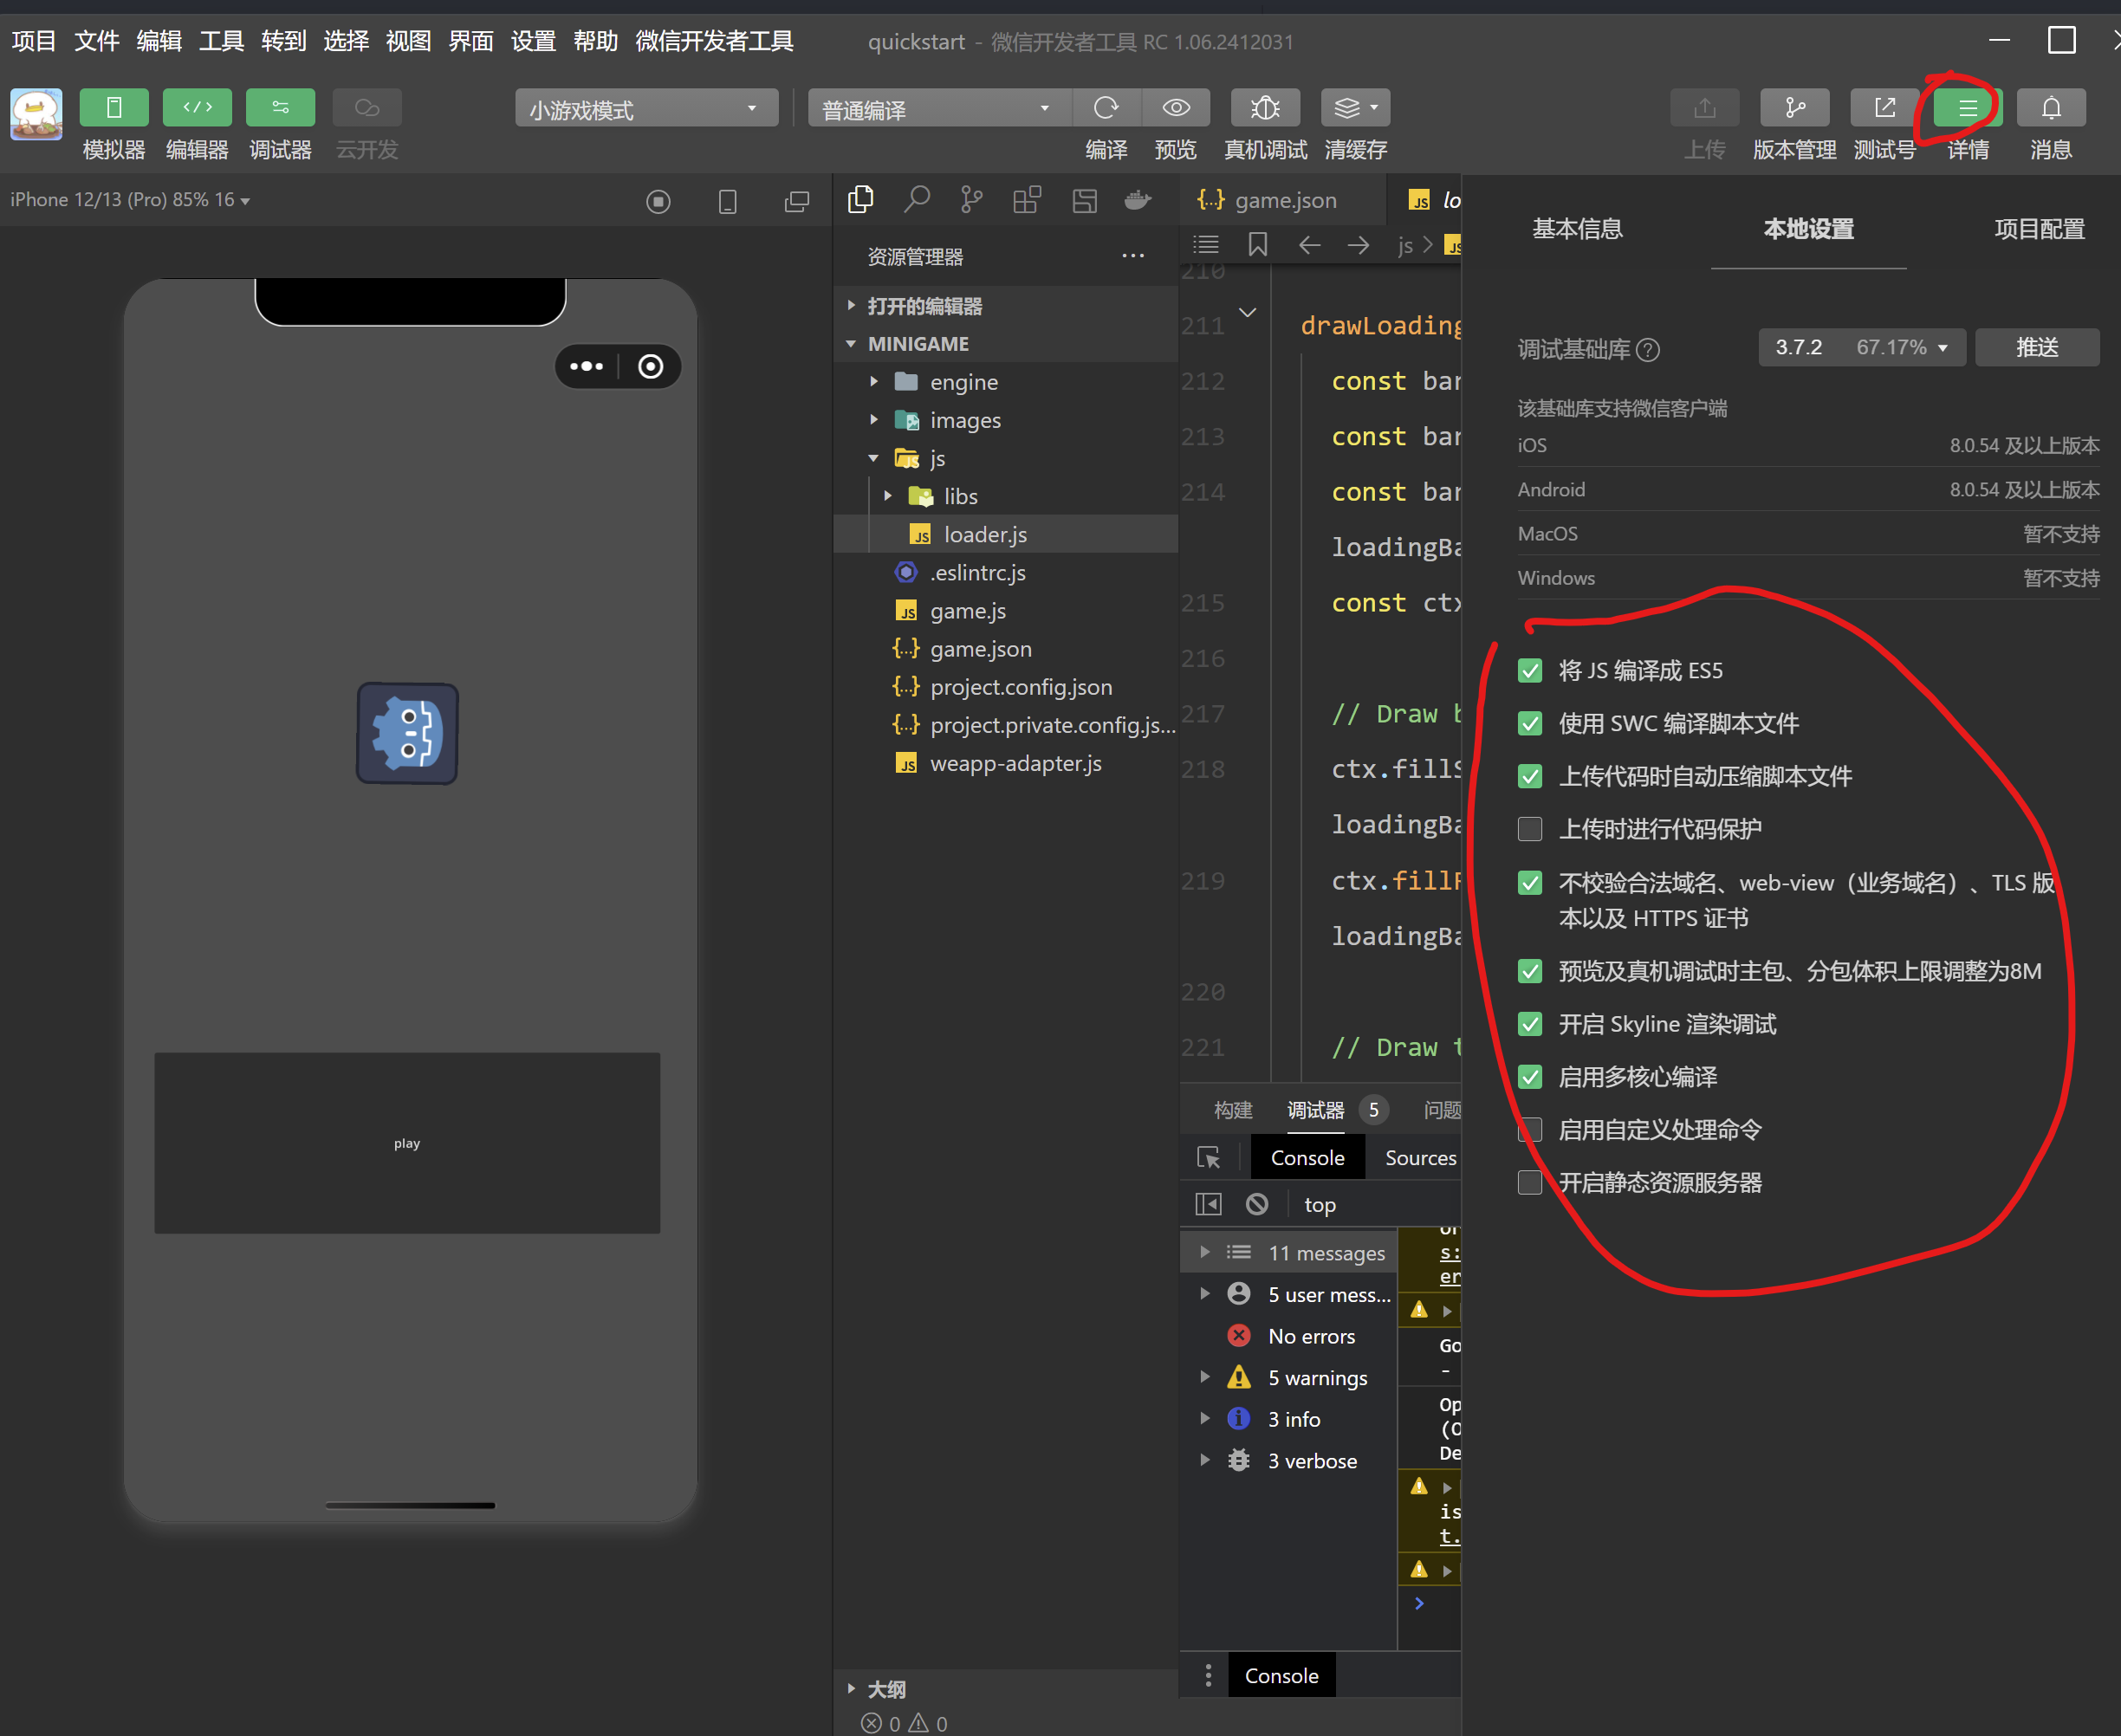 项目 文件 编辑 工具 转到 选择 视图 界面 设置 帮助 微信开发者工具
quickstart - 微信开发者工具 RC 1.06.2412031
小游戏模式
普通编译
模拟器 编辑器 调试器 云开发
编译 预览 真机调试 清缓存
上传 版本管理 测试号 详情 消息
iPhone 12/13 (Pro) 85% 16
play
资源管理器
打开的编辑器
MINIGAME
engine
images
js
libs
loader.js
.eslintrc.js
game.js
game.json
project.config.json
project.private.config.js...
weapp-adapter.js
大纲
0 0
game.json
JS lo
js >
210
211 drawLoading
212 const bar
213 const bar
214 const bar
loadingBa
215 const ctx
216
217 // Draw b
218 ctx.fillS
loadingBa
219 ctx.fillR
loadingBa
220
221 // Draw t
构建 调试器 5 问题
Console Sources
top
11 messages
5 user mess...
No errors
5 warnings
3 info
3 verbose
s:
er
Go
-
Op
(O
De
is
t.
Console
基本信息 本地设置 项目配置
调试基础库 ? 3.7.2 67.17% 推送
该基础库支持微信客户端
iOS 8.0.54 及以上版本
Android 8.0.54 及以上版本
MacOS 暂不支持
Windows 暂不支持
将 JS 编译成 ES5
使用 SWC 编译脚本文件
上传代码时自动压缩脚本文件
上传时进行代码保护
不校验合法域名、web-view（业务域名）、TLS 版
本以及 HTTPS 证书
预览及真机调试时主包、分包体积上限调整为8M
开启 Skyline 渲染调试
启用多核心编译
启用自定义处理命令
开启静态资源服务器